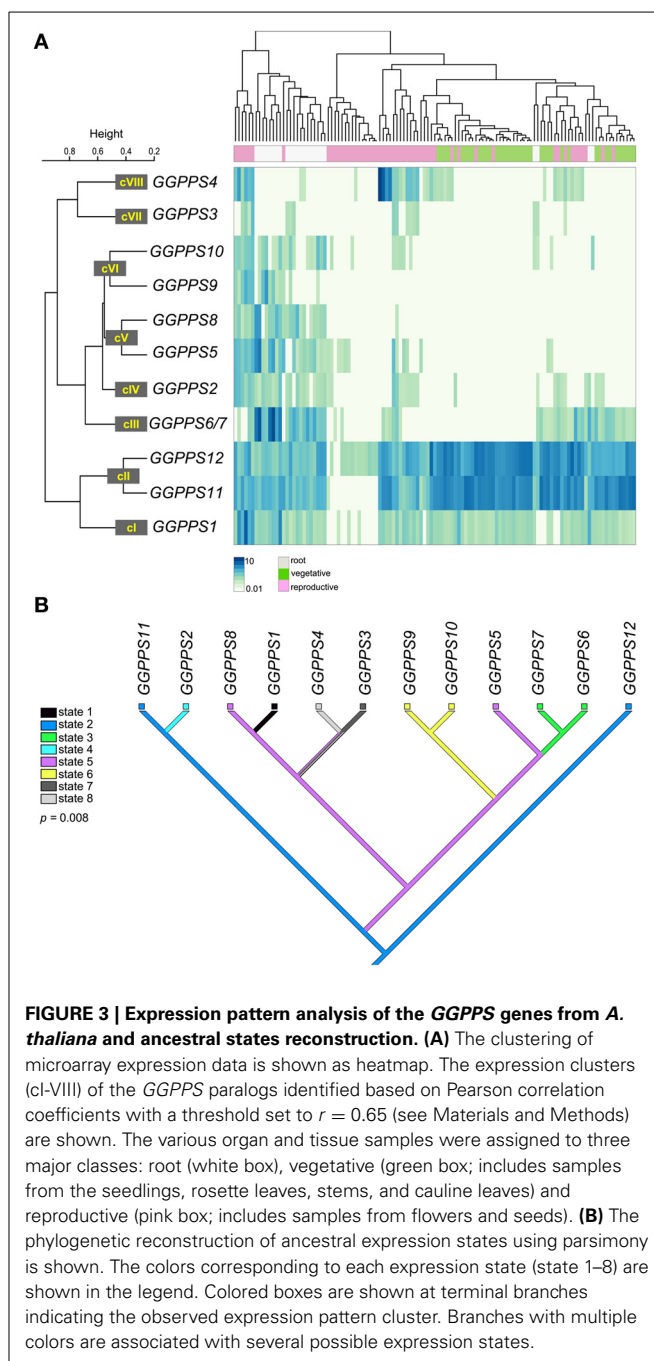 A
Height
0.8 0.6 0.4 0.2
cVIII GGPPS4
cVII GGPPS3
GGPPS10
cVI
GGPPS9
GGPPS8
cV
GGPPS5
cIV GGPPS2
cIII GGPPS6/7
GGPPS12
cII
GGPPS11
cI GGPPS1
10
0.01
root
vegetative
reproductive
B
GGPPS11
GGPPS2
GGPPS8
GGPPS1
GGPPS4
GGPPS3
GGPPS9
GGPPS10
GGPPS5
GGPPS7
GGPPS6
GGPPS12
state 1
state 2
state 3
state 4
state 5
state 6
state 7
state 8
p = 0.008
FIGURE 3 | Expression pattern analysis of the GGPPS genes from A.
thaliana and ancestral states reconstruction. (A) The clustering of
microarray expression data is shown as heatmap. The expression clusters
(cI-VIII) of the GGPPS paralogs identified based on Pearson correlation
coefficients with a threshold set to r = 0.65 (see Materials and Methods)
are shown. The various organ and tissue samples were assigned to three
major classes: root (white box), vegetative (green box; includes samples
from the seedlings, rosette leaves, stems, and cauline leaves) and
reproductive (pink box; includes samples from flowers and seeds). (B) The
phylogenetic reconstruction of ancestral expression states using parsimony
is shown. The colors corresponding to each expression state (state 1–8) are
shown in the legend. Colored boxes are shown at terminal branches
indicating the observed expression pattern cluster. Branches with multiple
colors are associated with several possible expression states.